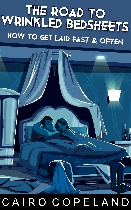 THE ROAD TO
WRINKLED BEDSHEETS
HOW TO GET LAID FAST & OFTEN
CAIRO COPELAND